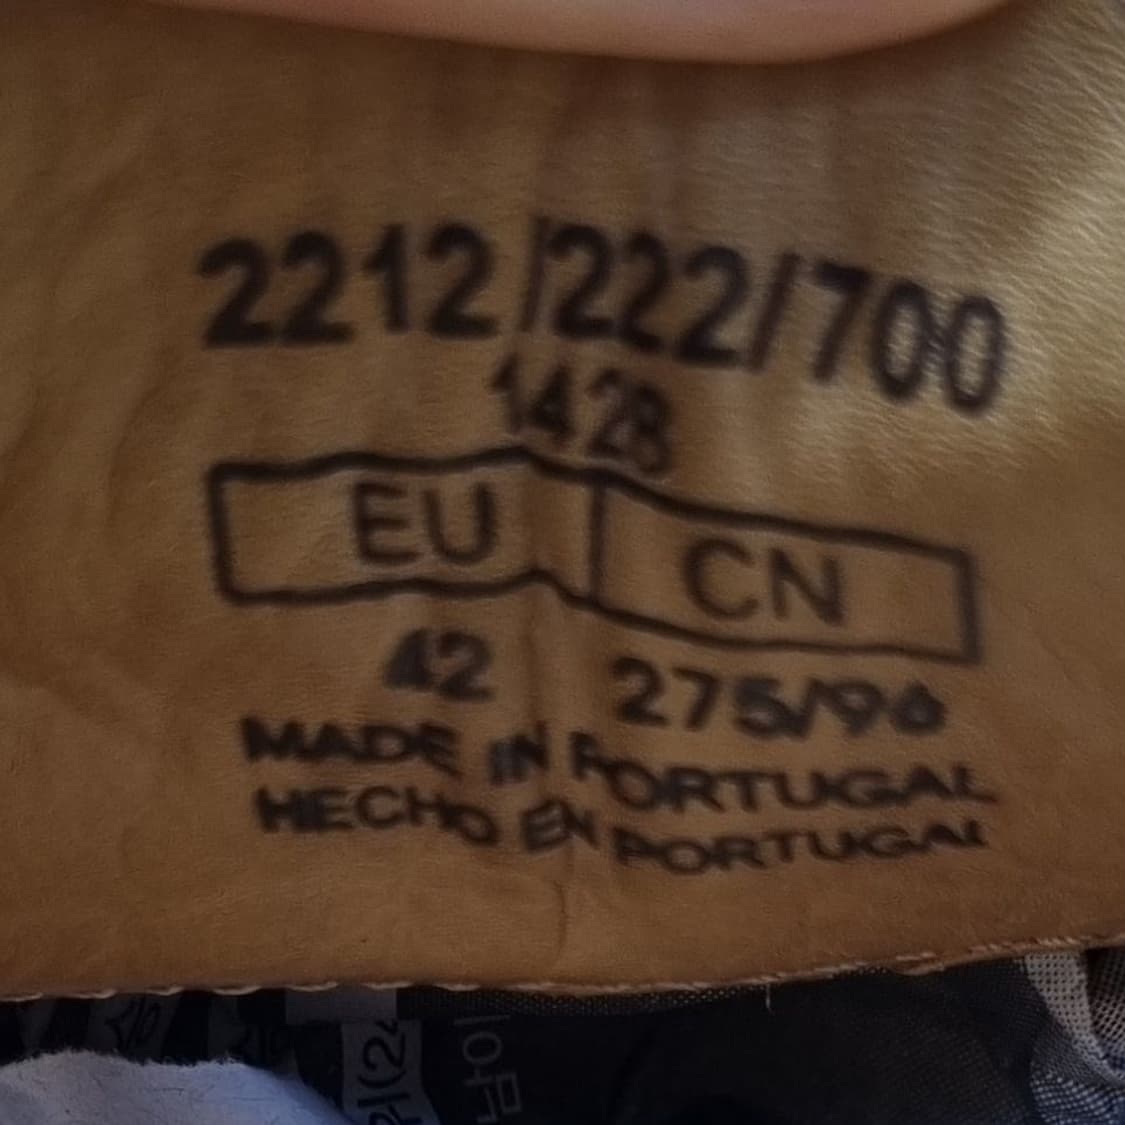 2212/222/700
1428
EU CN
42 275/96
MADE IN PORTUGAL
HECHO EN PORTUGAL